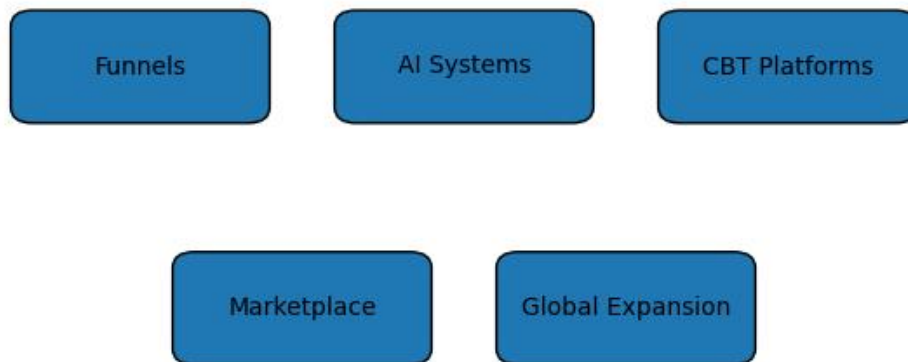 Funnels
AI Systems
CBT Platforms
Marketplace
Global Expansion